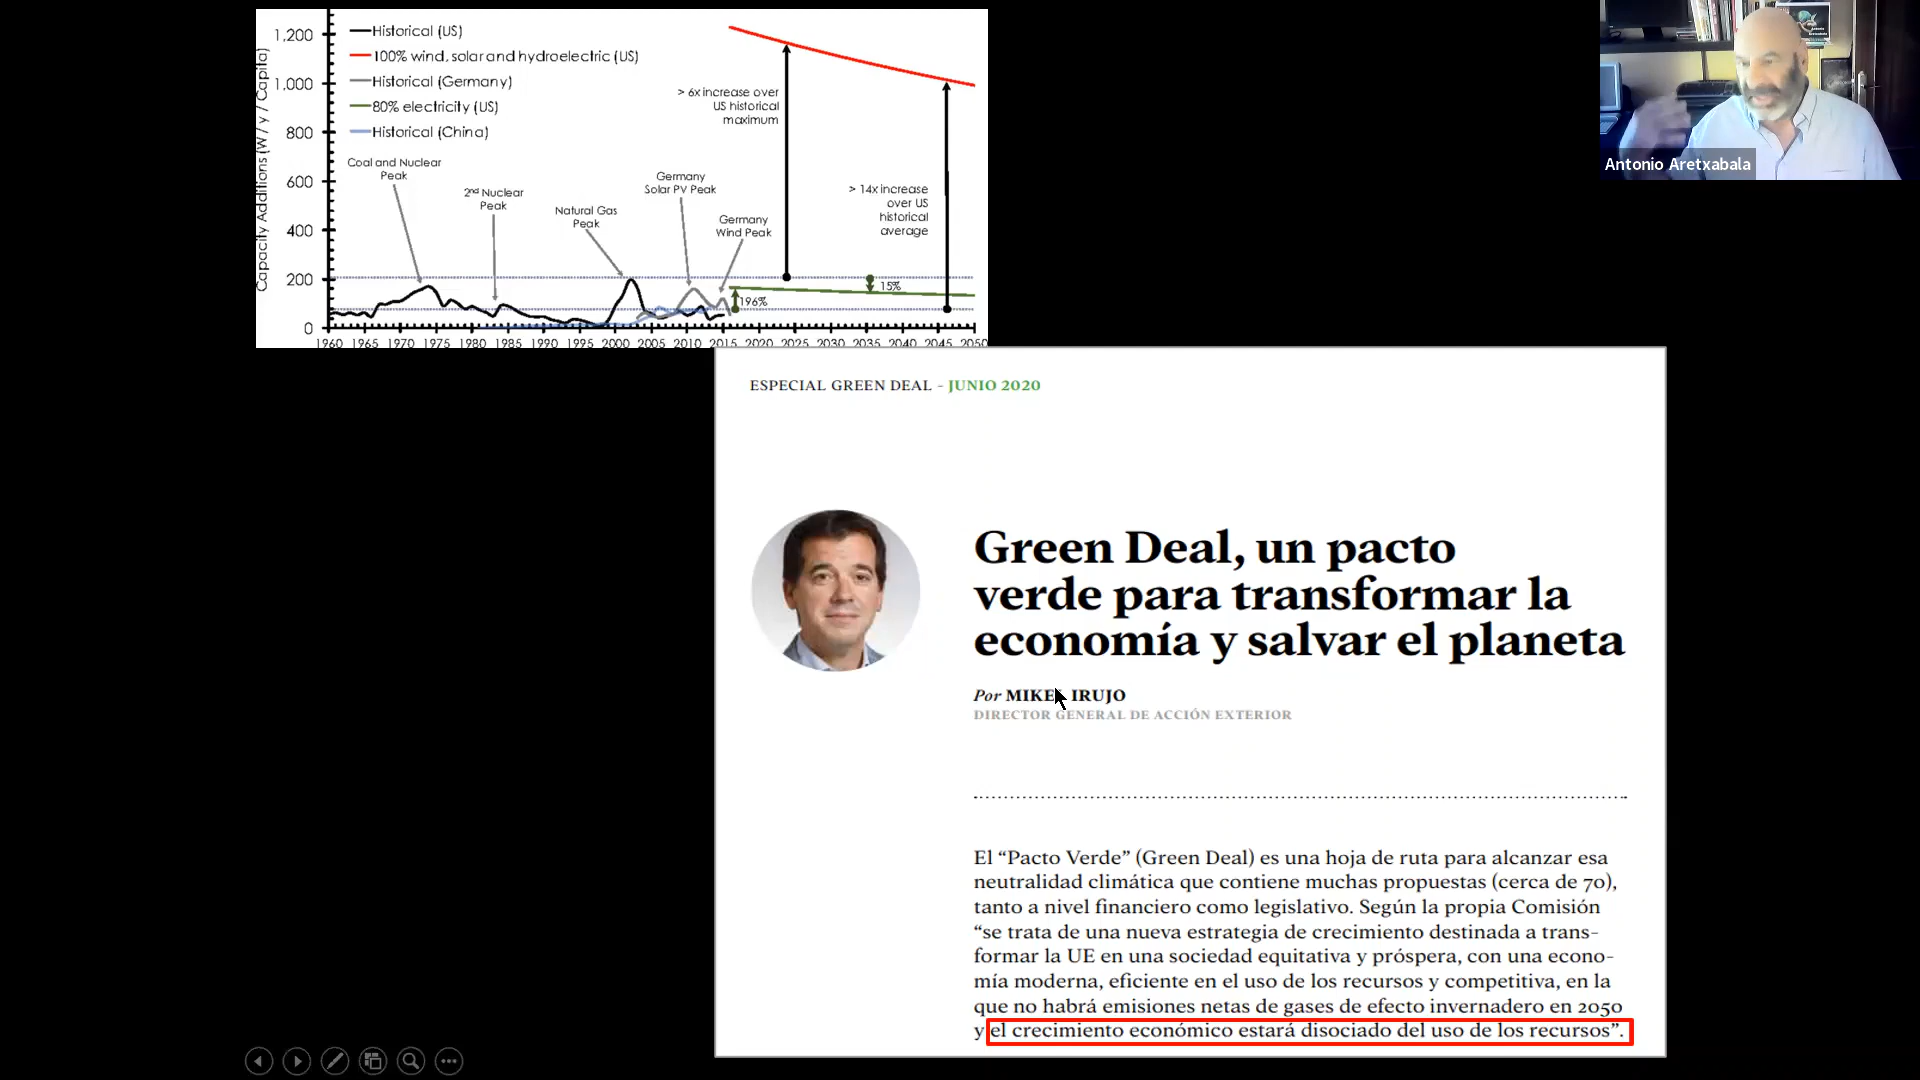 1,200
1,000
800
600
400
200
0
Capacity Additions (W / y / Capita)
Historical (US)
100% wind, solar and hydroelectric (US)
Historical (Germany)
80% electricity (US)
Historical (China)
Coal and Nuclear
Peak
2nd Nuclear
Peak
Natural Gas
Peak
Germany
Solar PV Peak
Germany
Wind Peak
> 6x increase over
US historical
maximum
> 14x increase
over US
historical
average
15%
196%
1960 1965 1970 1975 1980 1985 1990 1995 2000 2005 2010 2015 2020 2025 2030 2035 2040 2045 2050
Antonio Aretxabala
ESPECIAL GREEN DEAL - JUNIO 2020
Green Deal, un pacto
verde para transformar la
economía y salvar el planeta
Por MIKEL IRUJO
DIRECTOR GENERAL DE ACCIÓN EXTERIOR
El “Pacto Verde” (Green Deal) es una hoja de ruta para alcanzar esa
neutralidad climática que contiene muchas propuestas (cerca de 70),
tanto a nivel financiero como legislativo. Según la propia Comisión
“se trata de una nueva estrategia de crecimiento destinada a trans-
formar la UE en una sociedad equitativa y próspera, con una econo-
mía moderna, eficiente en el uso de los recursos y competitiva, en la
que no habrá emisiones netas de gases de efecto invernadero en 2050
y el crecimiento económico estará disociado del uso de los recursos”.